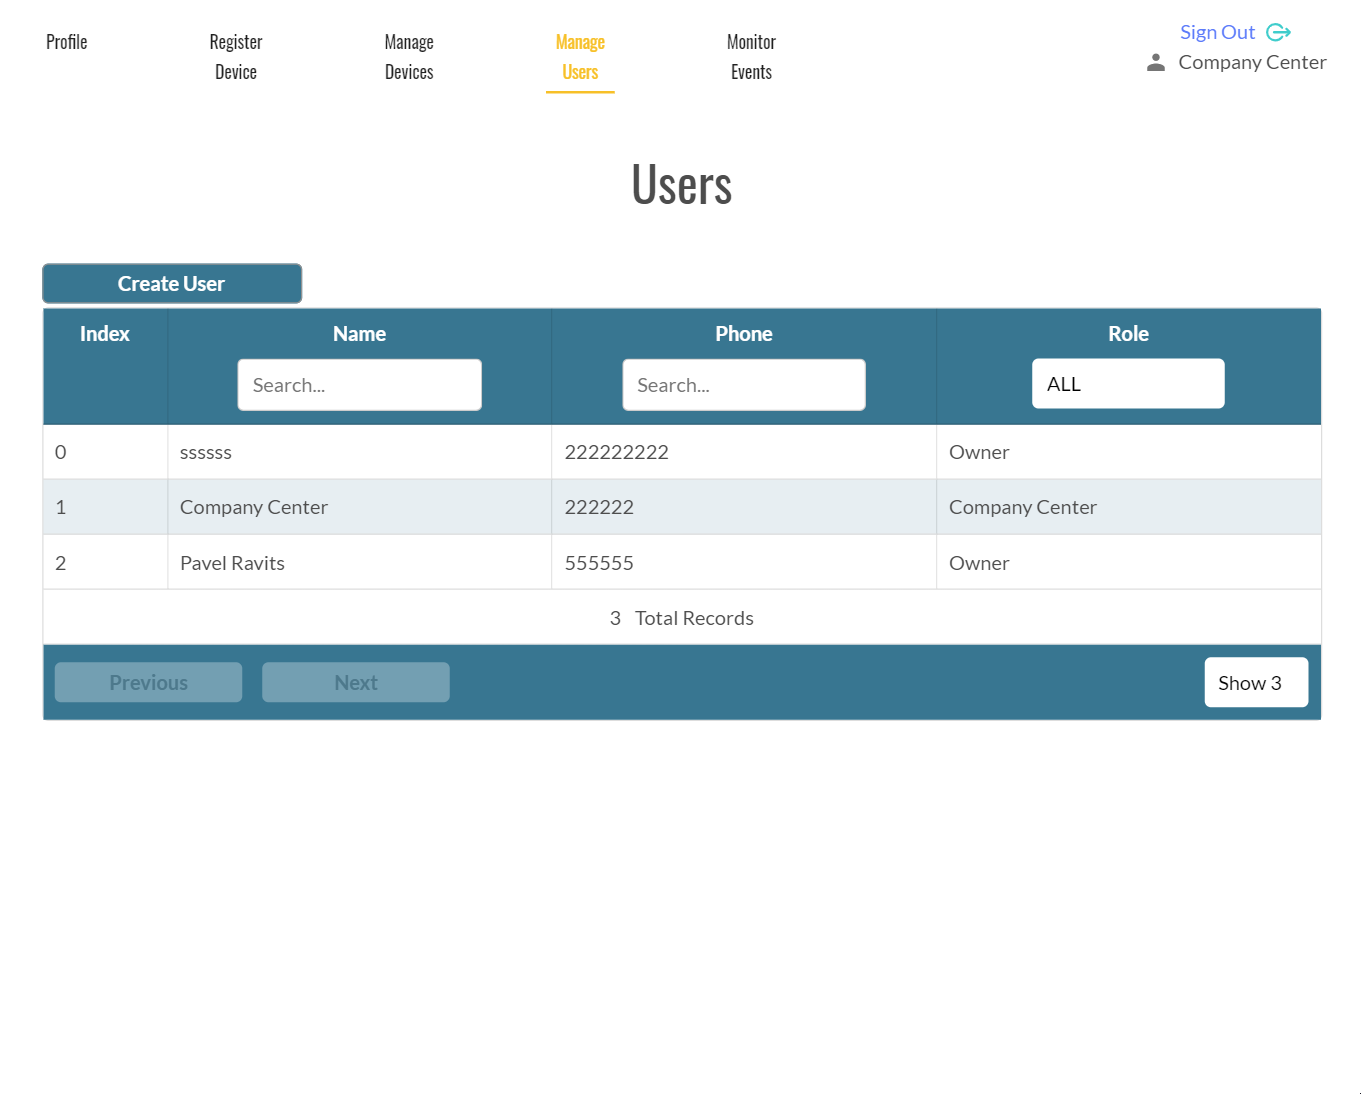 Profile
Register
Device
Manage
Devices
Manage
Users
Monitor
Events
Sign Out
Company Center
Users
Create User
Index Name Phone Role
Search... Search... ALL
0 ssssss 222222222 Owner
1 Company Center 222222 Company Center
2 Pavel Ravits 555555 Owner
3 Total Records
Previous Next Show 3